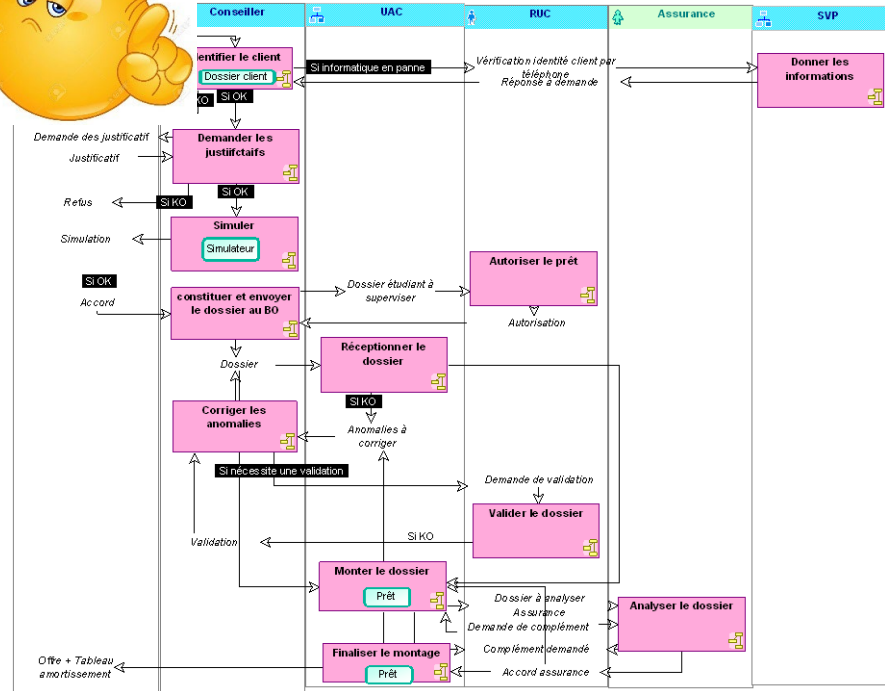 Conseiller
UAC
RUC
Assurance
SVP
entifier le client
Dossier client
Si informatique en panne
Vérification identité client par
téléphone
Réponse à demande
Donner les
informations
KO
Si OK
Demande des justificatif
Justificatif
Demander les
justiifctaifs
Refus
Si KO
Si OK
Simulation
Simuler
Simulateur
Autoriser le prêt
Si OK
Accord
constituer et envoyer
le dossier au BO
Dossier étudiant à
superviser
Autorisation
Dossier
Réceptionner le
dossier
Si KO
Corriger les
anomalies
Anomalies à
corriger
Si nécessite une validation
Demande de validation
Valider le dossier
Validation
Si KO
Monter le dossier
Prêt
Dossier à analyser
Assurance
Demande de complément
Analyser le dossier
Finaliser le montage
Prêt
Complément demandé
Accord assurance
Offre + Tableau
amortissement